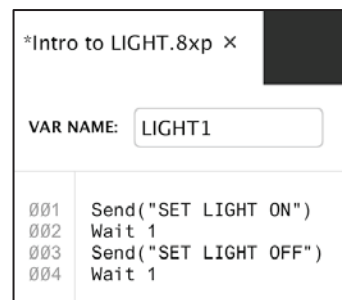 *Intro to LIGHT.8xp ×
VAR NAME: LIGHT1
001 Send("SET LIGHT ON")
002 Wait 1
003 Send("SET LIGHT OFF")
004 Wait 1